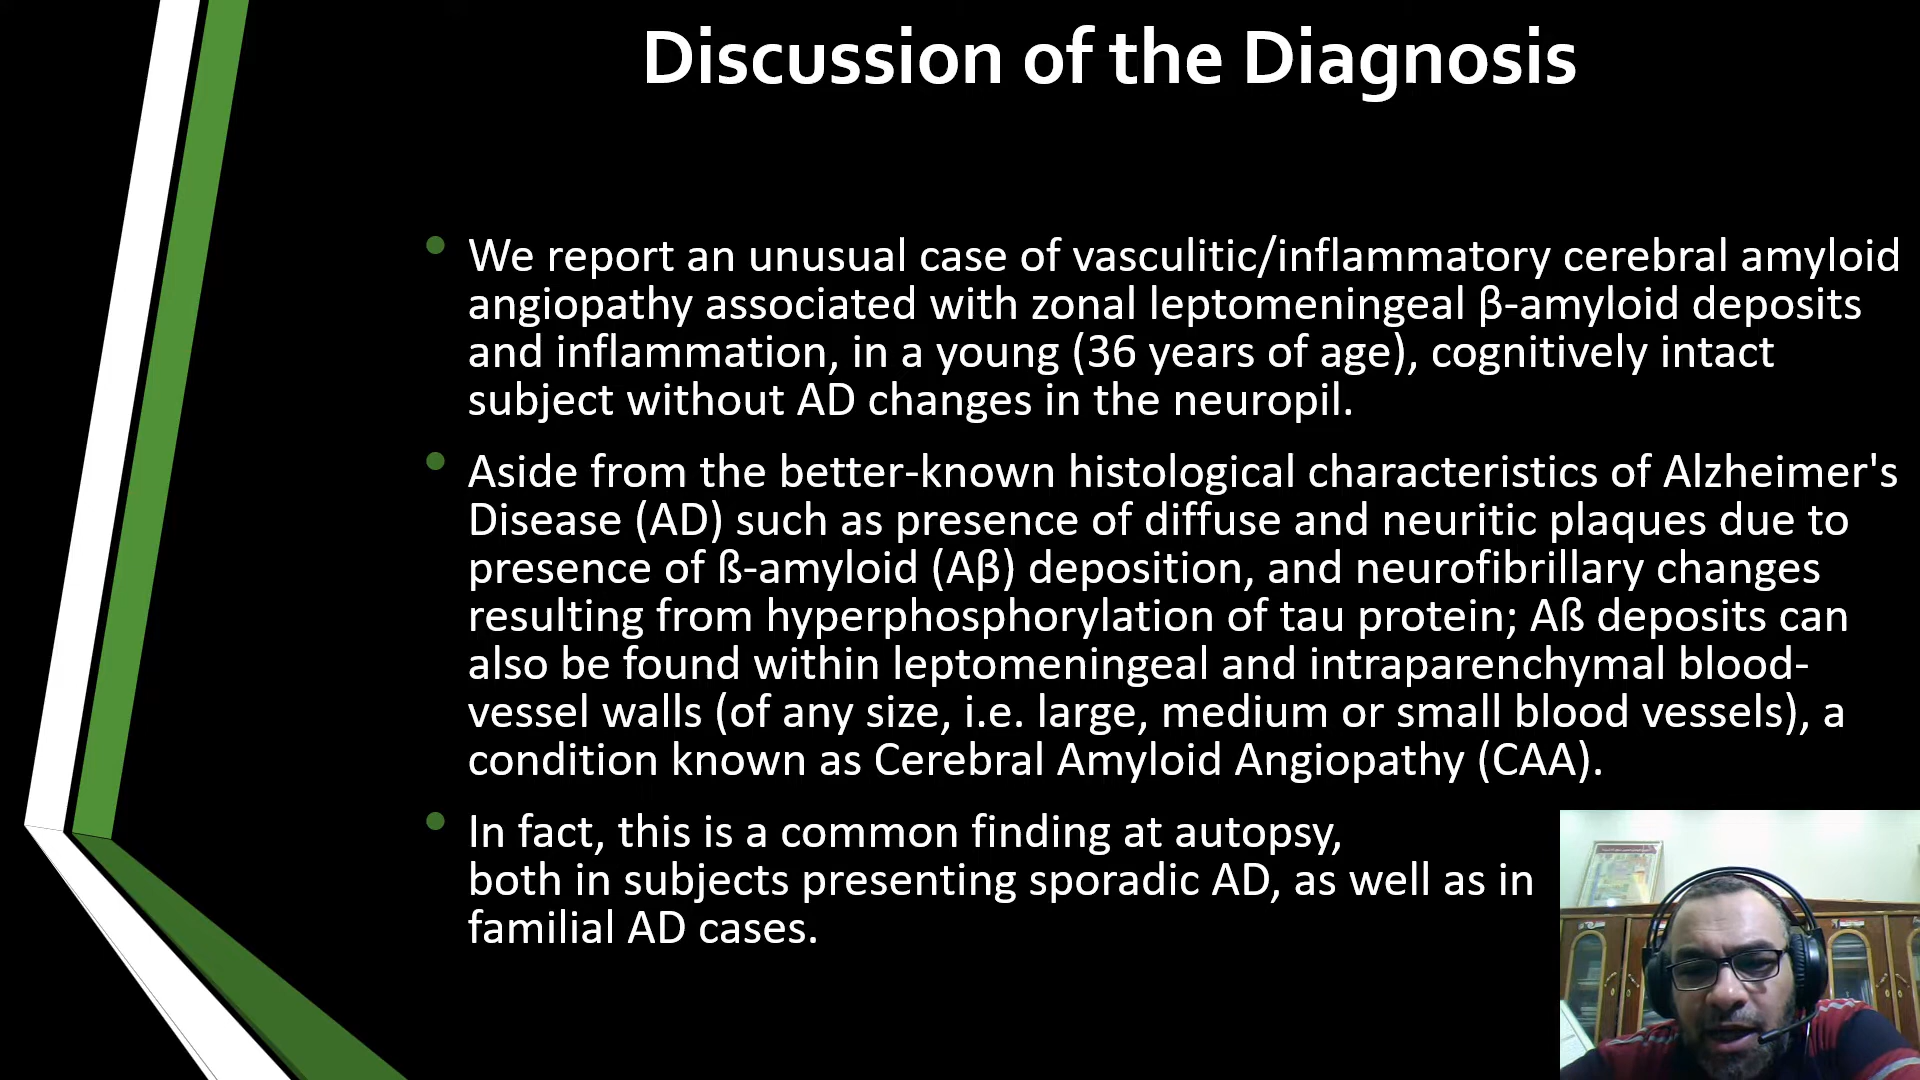 Discussion of the Diagnosis
• We report an unusual case of vasculitic/inflammatory cerebral amyloid
angiopathy associated with zonal leptomeningeal β-amyloid deposits
and inflammation, in a young (36 years of age), cognitively intact
subject without AD changes in the neuropil.
• Aside from the better-known histological characteristics of Alzheimer's
Disease (AD) such as presence of diffuse and neuritic plaques due to
presence of ß-amyloid (Aβ) deposition, and neurofibrillary changes
resulting from hyperphosphorylation of tau protein; Aß deposits can
also be found within leptomeningeal and intraparenchymal blood-
vessel walls (of any size, i.e. large, medium or small blood vessels), a
condition known as Cerebral Amyloid Angiopathy (CAA).
• In fact, this is a common finding at autopsy,
both in subjects presenting sporadic AD, as well as in
familial AD cases.